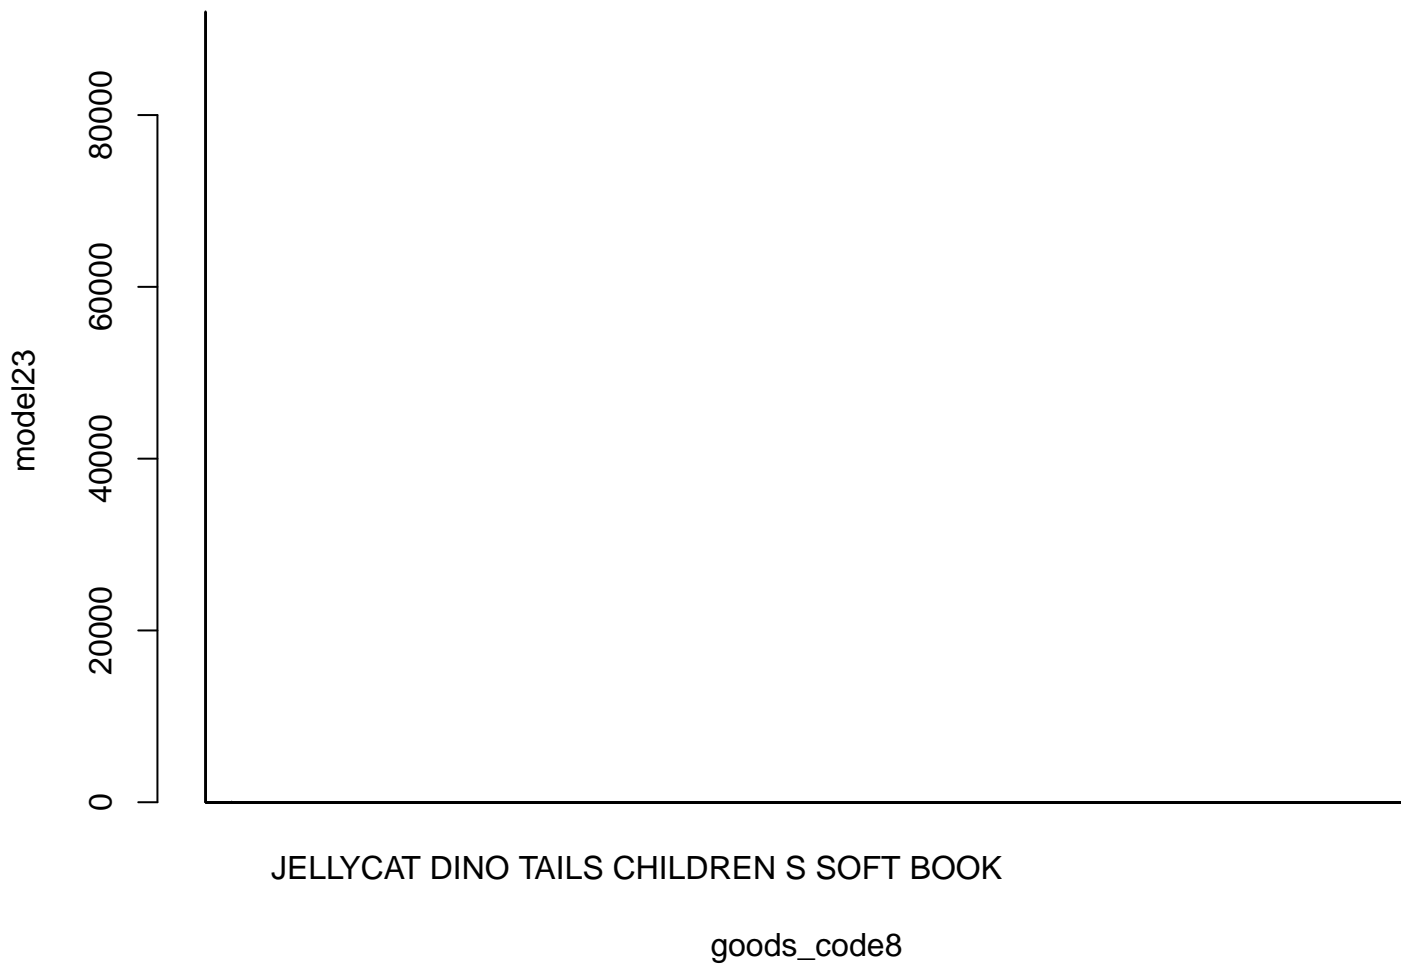 80000
60000
40000
20000
0
model23
JELLYCAT DINO TAILS CHILDREN S SOFT BOOK
goods_code8